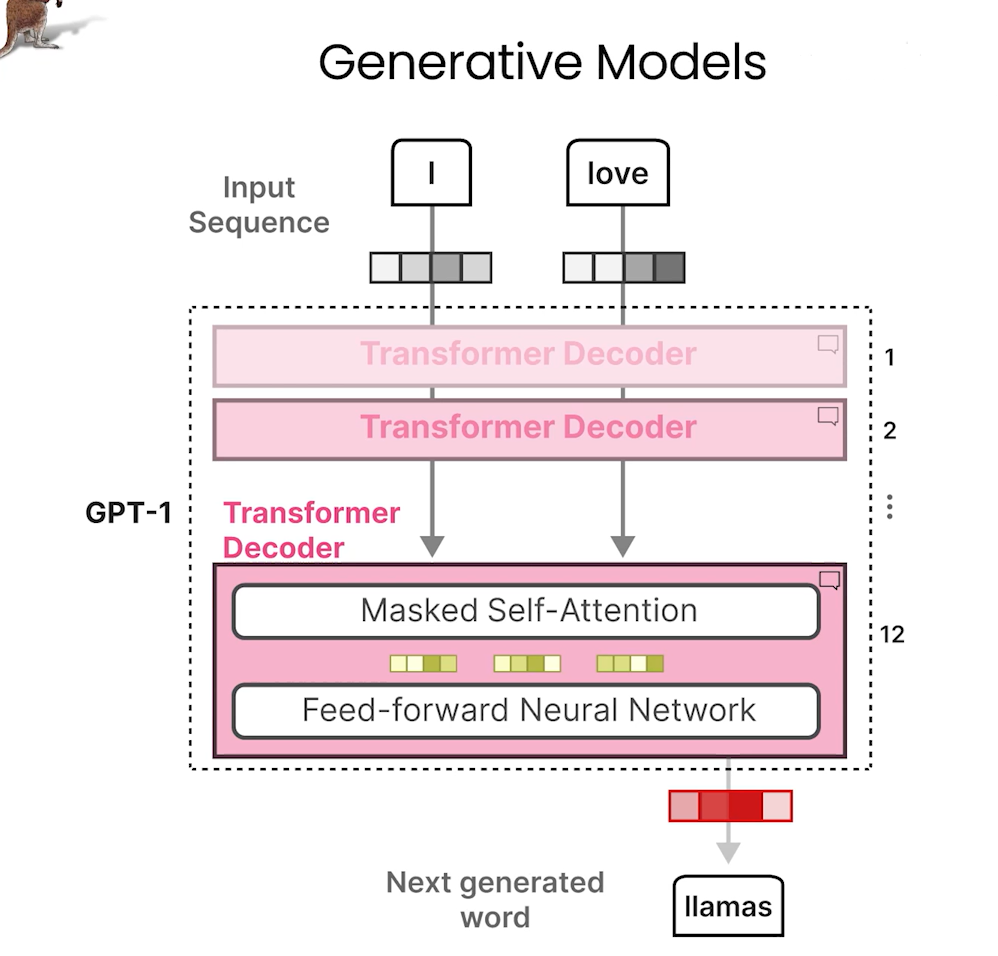 Generative Models
I
love
Input
Sequence
Transformer Decoder
1
Transformer Decoder
2
GPT-1
Transformer
Decoder
Masked Self-Attention
12
Feed-forward Neural Network
Next generated
word
llamas